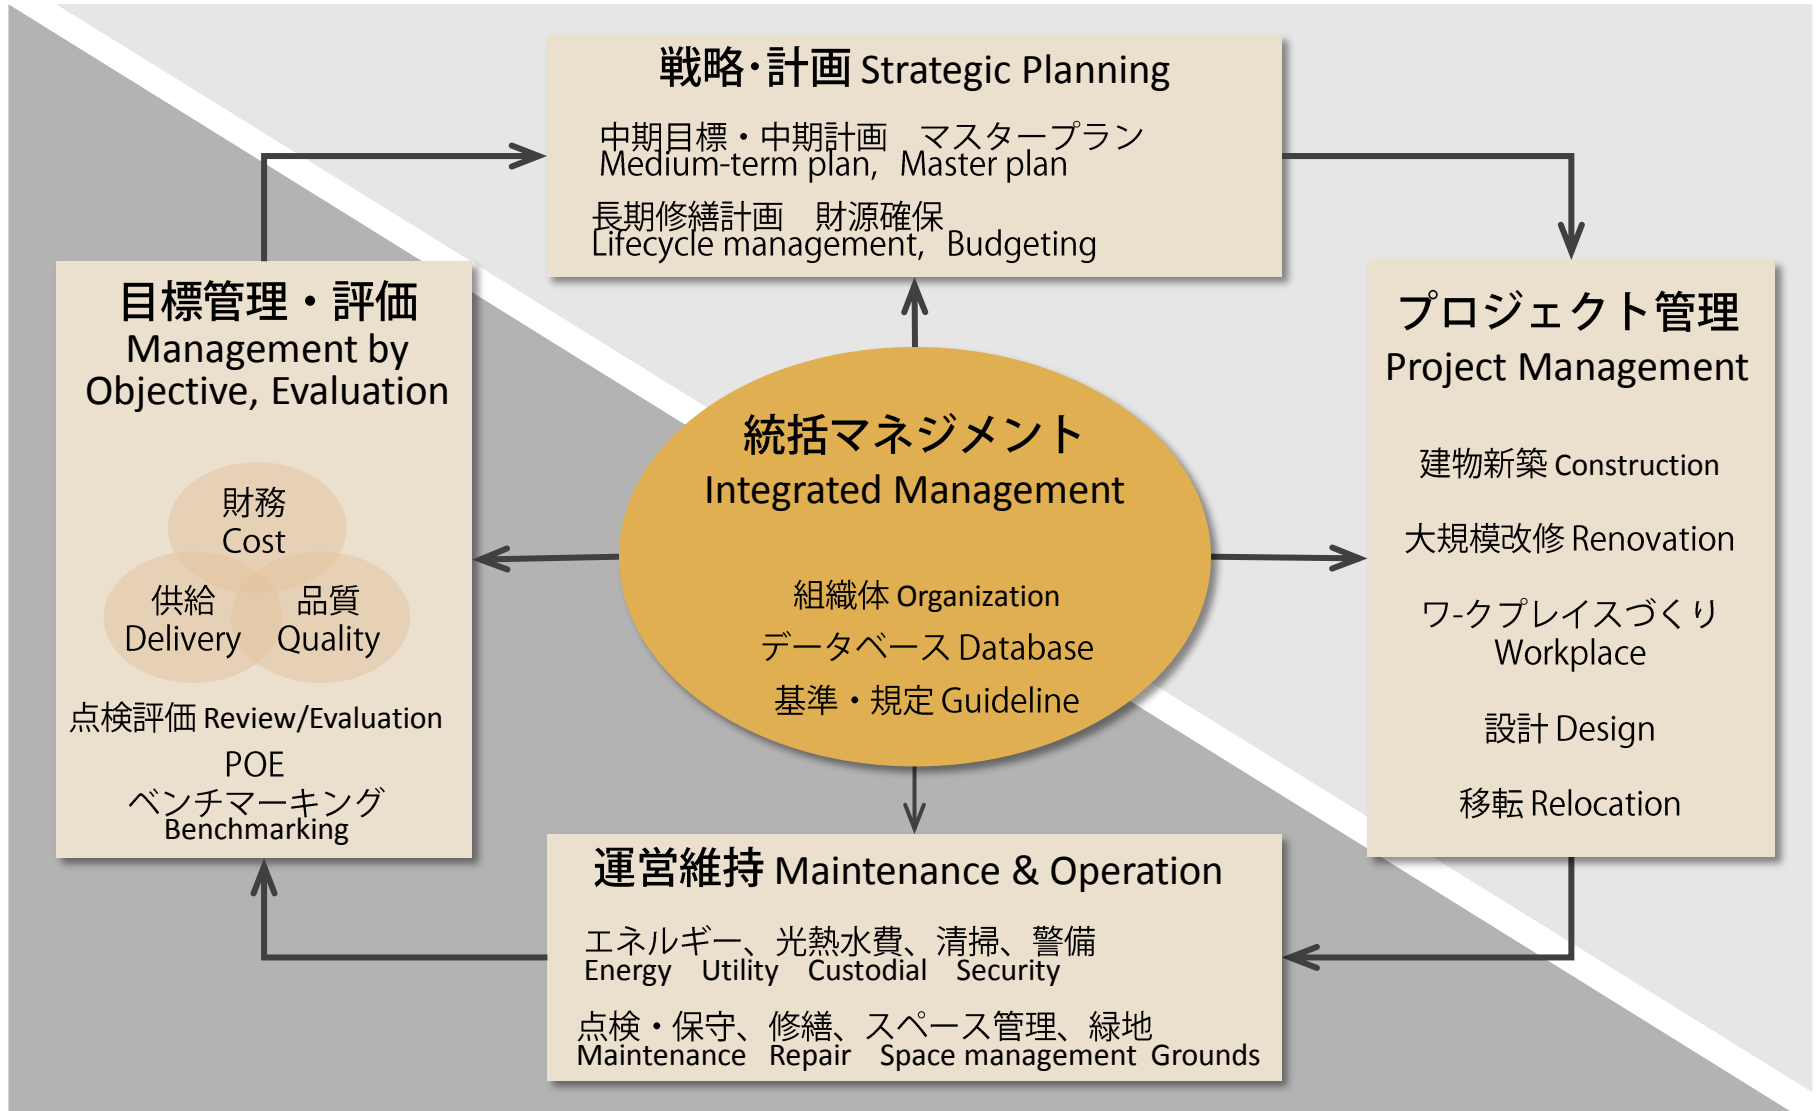 戦略･計画 Strategic Planning
中期目標・中期計画　マスタープラン
Medium-term plan,　Master plan
長期修繕計画　財源確保
Lifecycle management,　Budgeting
目標管理・評価
Management by
Objective, Evaluation
財務
Cost
供給
Delivery
品質
Quality
点検評価 Review/Evaluation
POE
ベンチマーキング
Benchmarking
統括マネジメント
Integrated Management
組織体 Organization
データベース Database
基準・規定 Guideline
プロジェクト管理
Project Management
建物新築 Construction
大規模改修 Renovation
ワ-クプレイスづくり
Workplace
設計 Design
移転 Relocation
運営維持 Maintenance & Operation
エネルギー、光熱水費、清掃、警備
Energy　Utility　Custodial　Security
点検・保守、修繕、スペース管理、緑地
Maintenance　Repair　Space management　Grounds